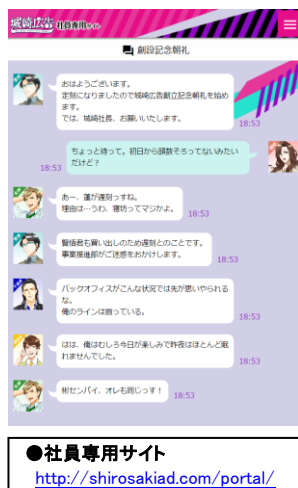 城崎広告 社員専用サイト
創設記念朝礼
おはようございます。
定刻になりましたので城崎広告創立記念朝礼を始め
ます。
では、城崎社長、お願いいたします。
18:53
ちょっと待って。初日から頭数そろってないみたい
だけど?
18:53
あー、蓮が遅刻っすね。
理由は…うわ、寝坊ってマジかよ。
18:53
賢悟君も買い出しのため遅刻とのことです。
事業推進部がご迷惑をおかけします。
18:53
バックオフィスがこんな状況では先が思いやられる
な。
俺のラインは揃っている。
18:53
はは、俺はむしろ今日が楽しみで昨夜はほとんど眠
れませんでした。
18:53
彬センパイ、オレも同じっす!
18:53
●社員専用サイト
http://shirosakiad.com/portal/